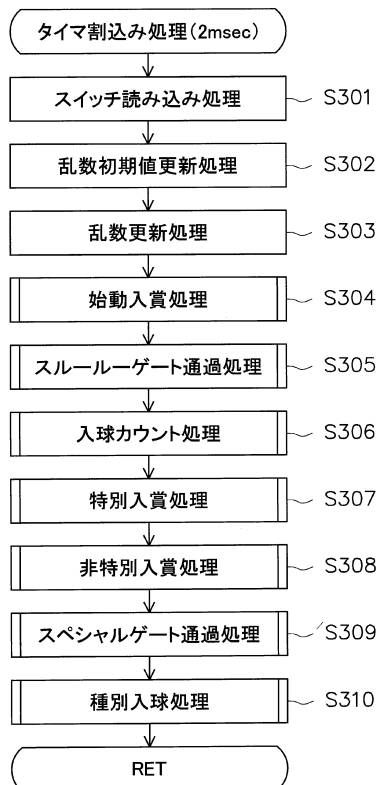 タイマ割込み処理(2msec)
スイッチ読み込み処理 S301
乱数初期値更新処理 S302
乱数更新処理 S303
始動入賞処理 S304
スルールーゲート通過処理 S305
入球カウント処理 S306
特別入賞処理 S307
非特別入賞処理 S308
スペシャルゲート通過処理 S309
種別入球処理 S310
RET